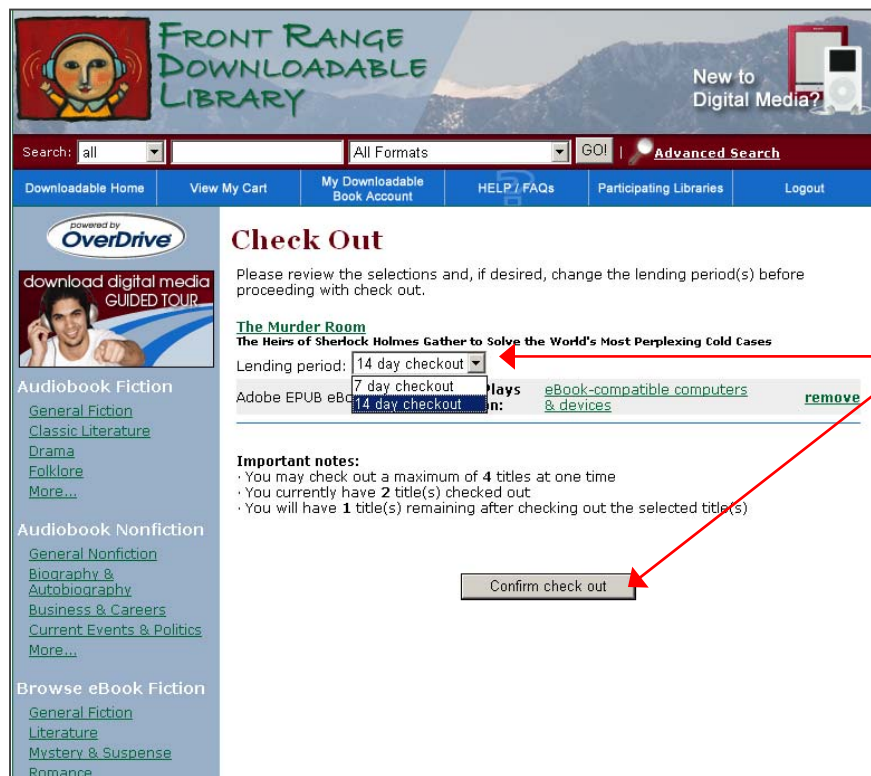 FRONT RANGE
DOWNLOADABLE
LIBRARY
New to
Digital Media?
Search: all All Formats GO! | Advanced Search
Downloadable Home View My Cart My Downloadable Book Account HELP / FAQs Participating Libraries Logout
powered by
OverDrive
download digital media
GUIDED TOUR
Audiobook Fiction
General Fiction
Classic Literature
Drama
Folklore
More...
Audiobook Nonfiction
General Nonfiction
Biography &
Autobiography
Business & Careers
Current Events & Politics
More...
Browse eBook Fiction
General Fiction
Literature
Mystery & Suspense
Romance
Check Out
Please review the selections and, if desired, change the lending period(s) before
proceeding with check out.
The Murder Room
The Heirs of Sherlock Holmes Gather to Solve the World's Most Perplexing Cold Cases
Lending period: 14 day checkout
7 day checkout
14 day checkout
Adobe EPUB eBo lays n: eBook-compatible computers
& devices
remove
Important notes:
· You may check out a maximum of 4 titles at one time
· You currently have 2 title(s) checked out
· You will have 1 title(s) remaining after checking out the selected title(s)
Confirm check out